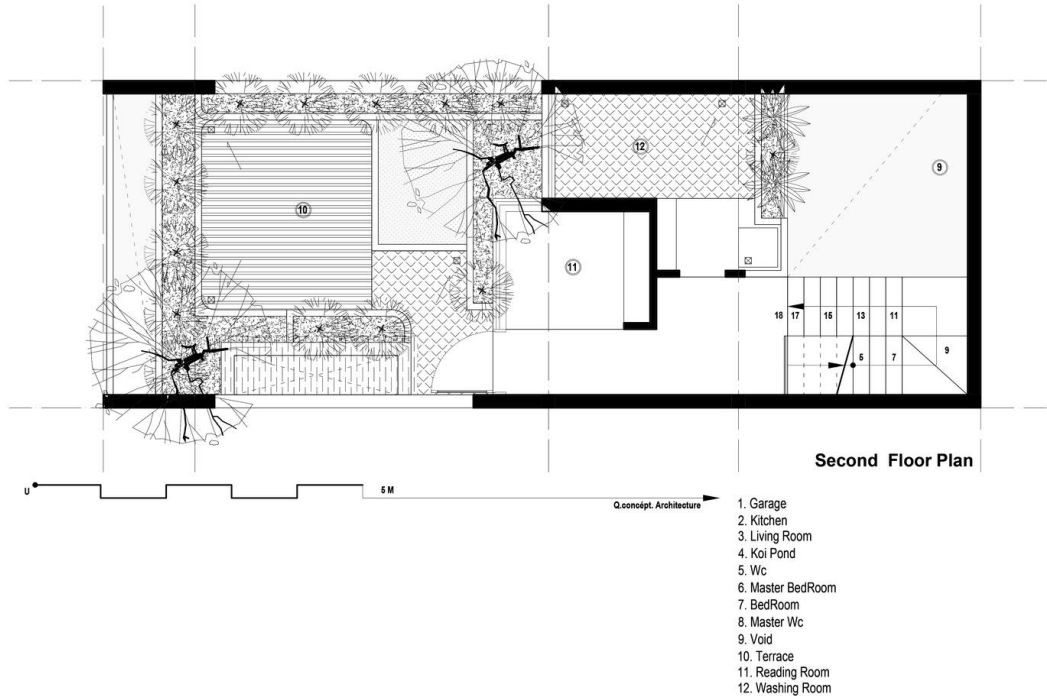 12
9
10
11
18 17 15 13 11
5 7 9
Second Floor Plan
U 5 M
Q.concépt. Architecture
1. Garage
2. Kitchen
3. Living Room
4. Koi Pond
5. Wc
6. Master BedRoom
7. BedRoom
8. Master Wc
9. Void
10. Terrace
11. Reading Room
12. Washing Room